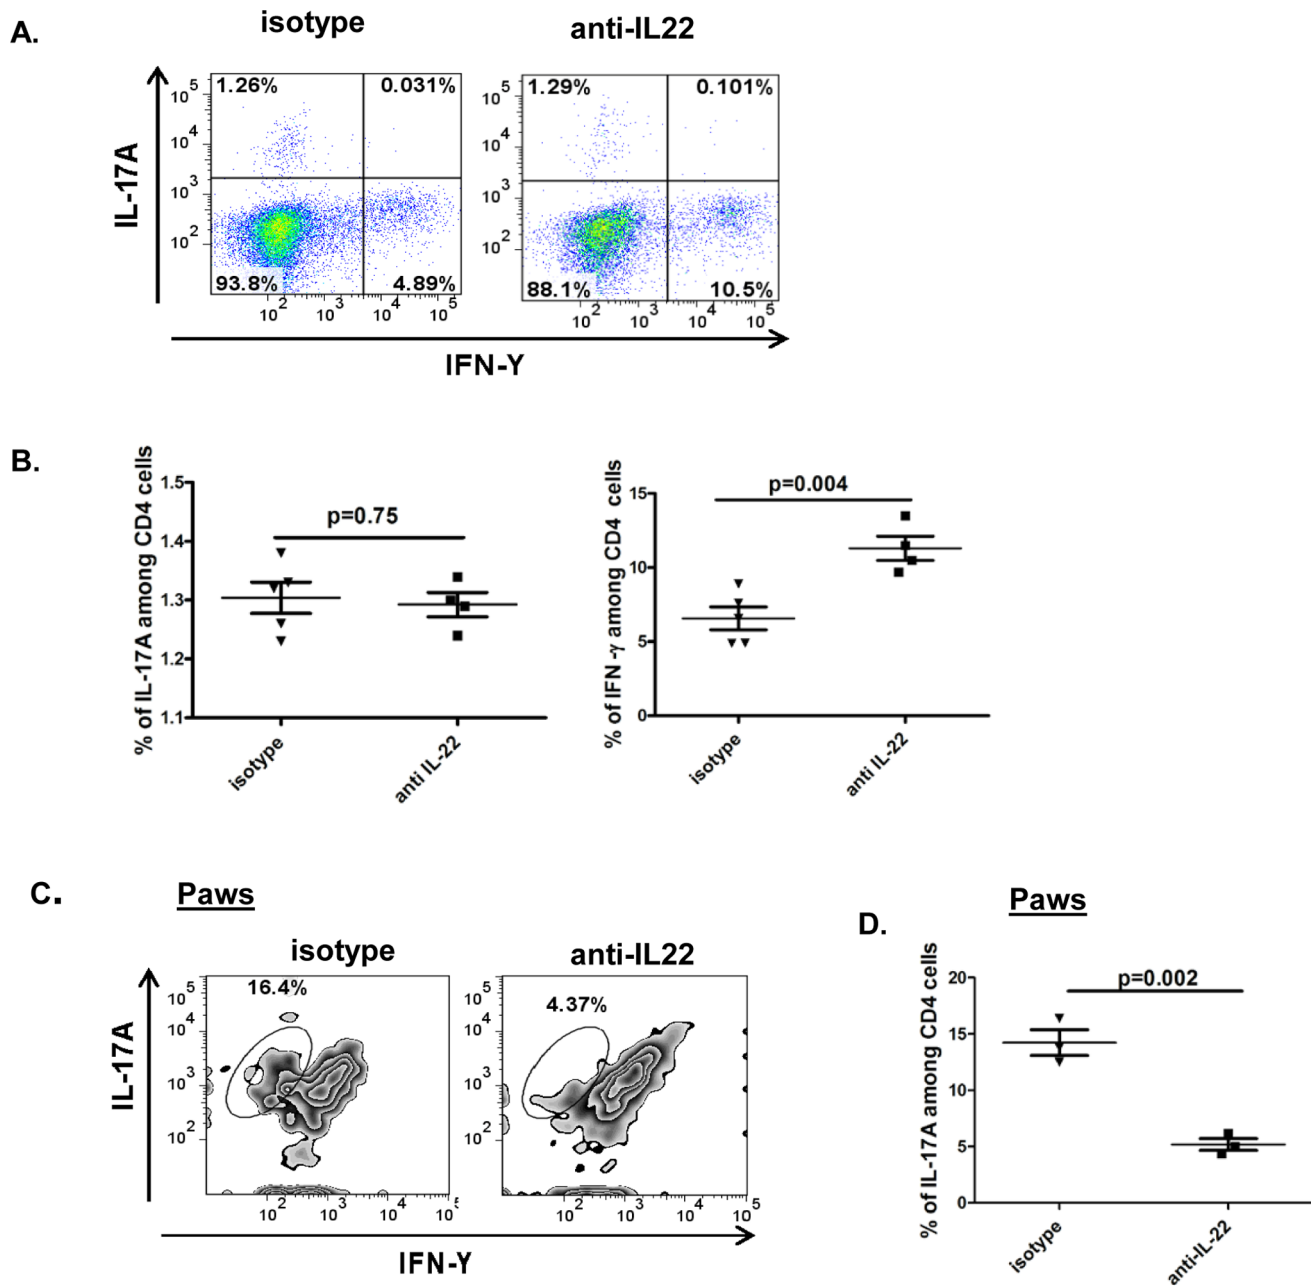 A.
isotype
anti-IL22
1.26%
0.031%
93.8%
4.89%
10^5
10^4
10^3
10^2
10^2 10^3 10^4 10^5
1.29%
0.101%
88.1%
10.5%
10^5
10^4
10^3
10^2
10^2 10^3 10^4 10^5
IL-17A
IFN-Y
B.
% of IL-17A among CD4 cells
1.5
1.4
1.3
1.2
1.1
p=0.75
isotype
anti IL-22
% of IFN -γ among CD4 cells
15
10
5
0
p=0.004
isotype
anti IL-22
C.
Paws
isotype
anti-IL22
16.4%
10^5
10^4
10^3
10^2
10^2 10^3 10^4 10^5
4.37%
10^5
10^4
10^3
10^2
10^2 10^3 10^4 10^5
IL-17A
IFN-Y
D.
Paws
% of IL-17A among CD4 cells
20
15
10
5
0
p=0.002
isotype
anti-IL-22